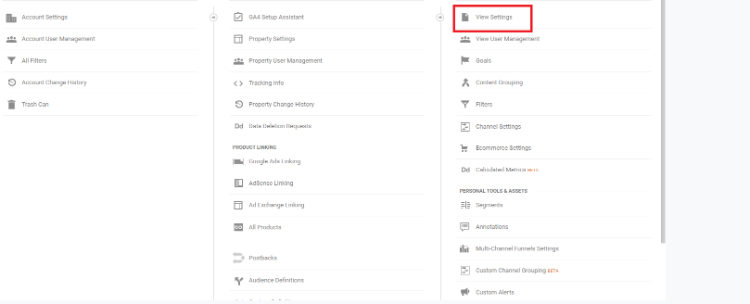 Account Settings
Account User Management
All Filters
Account Change History
Trash Can
GA4 Setup Assistant
Property Settings
Property User Management
Tracking Info
Property Change History
Dd Data Deletion Requests
PRODUCT LINKING
Google Ads Linking
AdSense Linking
Ad Exchange Linking
All Products
Postbacks
Audience Definitions
View Settings
View User Management
Goals
Content Grouping
Filters
Channel Settings
Ecommerce Settings
Dd Calculated Metrics BETA
PERSONAL TOOLS & ASSETS
Segments
Annotations
Multi-Channel Funnels Settings
Custom Channel Grouping BETA
Custom Alerts